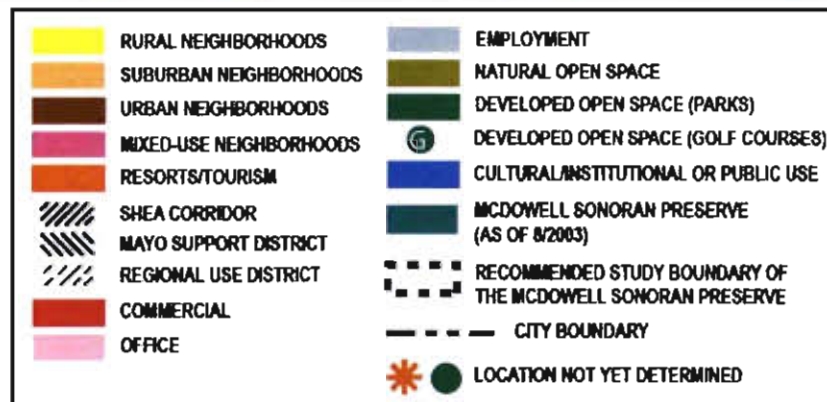 RURAL NEIGHBORHOODS
SUBURBAN NEIGHBORHOODS
URBAN NEIGHBORHOODS
MIXED-USE NEIGHBORHOODS
RESORTS/TOURISM
SHEA CORRIDOR
MAYO SUPPORT DISTRICT
REGIONAL USE DISTRICT
COMMERCIAL
OFFICE
EMPLOYMENT
NATURAL OPEN SPACE
DEVELOPED OPEN SPACE (PARKS)
G DEVELOPED OPEN SPACE (GOLF COURSES)
CULTURAL/INSTITUTIONAL OR PUBLIC USE
MCDOWELL SONORAN PRESERVE
(AS OF 8/2003)
RECOMMENDED STUDY BOUNDARY OF
THE MCDOWELL SONORAN PRESERVE
CITY BOUNDARY
LOCATION NOT YET DETERMINED